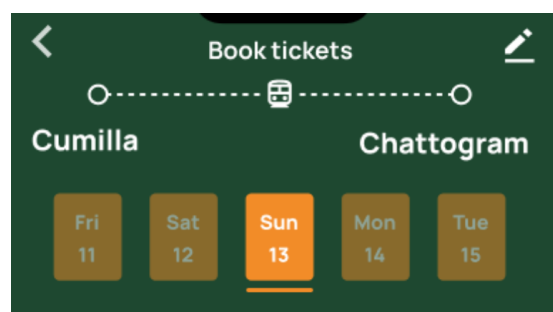 Book tickets
Cumilla Chattogram
Fri Sat Sun Mon Tue
11 12 13 14 15